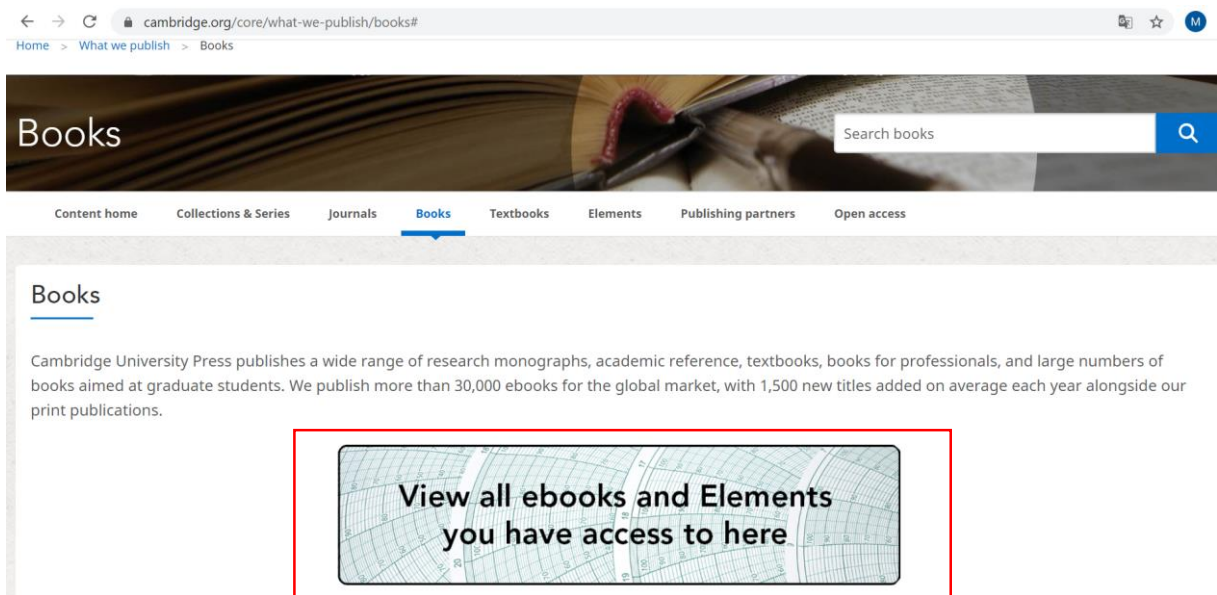 cambridge.org/core/what-we-publish/books#
M
Home > What we publish > Books
Books
Search books
Content home Collections & Series Journals Books Textbooks Elements Publishing partners Open access
Books
Cambridge University Press publishes a wide range of research monographs, academic reference, textbooks, books for professionals, and large numbers of
books aimed at graduate students. We publish more than 30,000 ebooks for the global market, with 1,500 new titles added on average each year alongside our
print publications.
View all ebooks and Elements
you have access to here